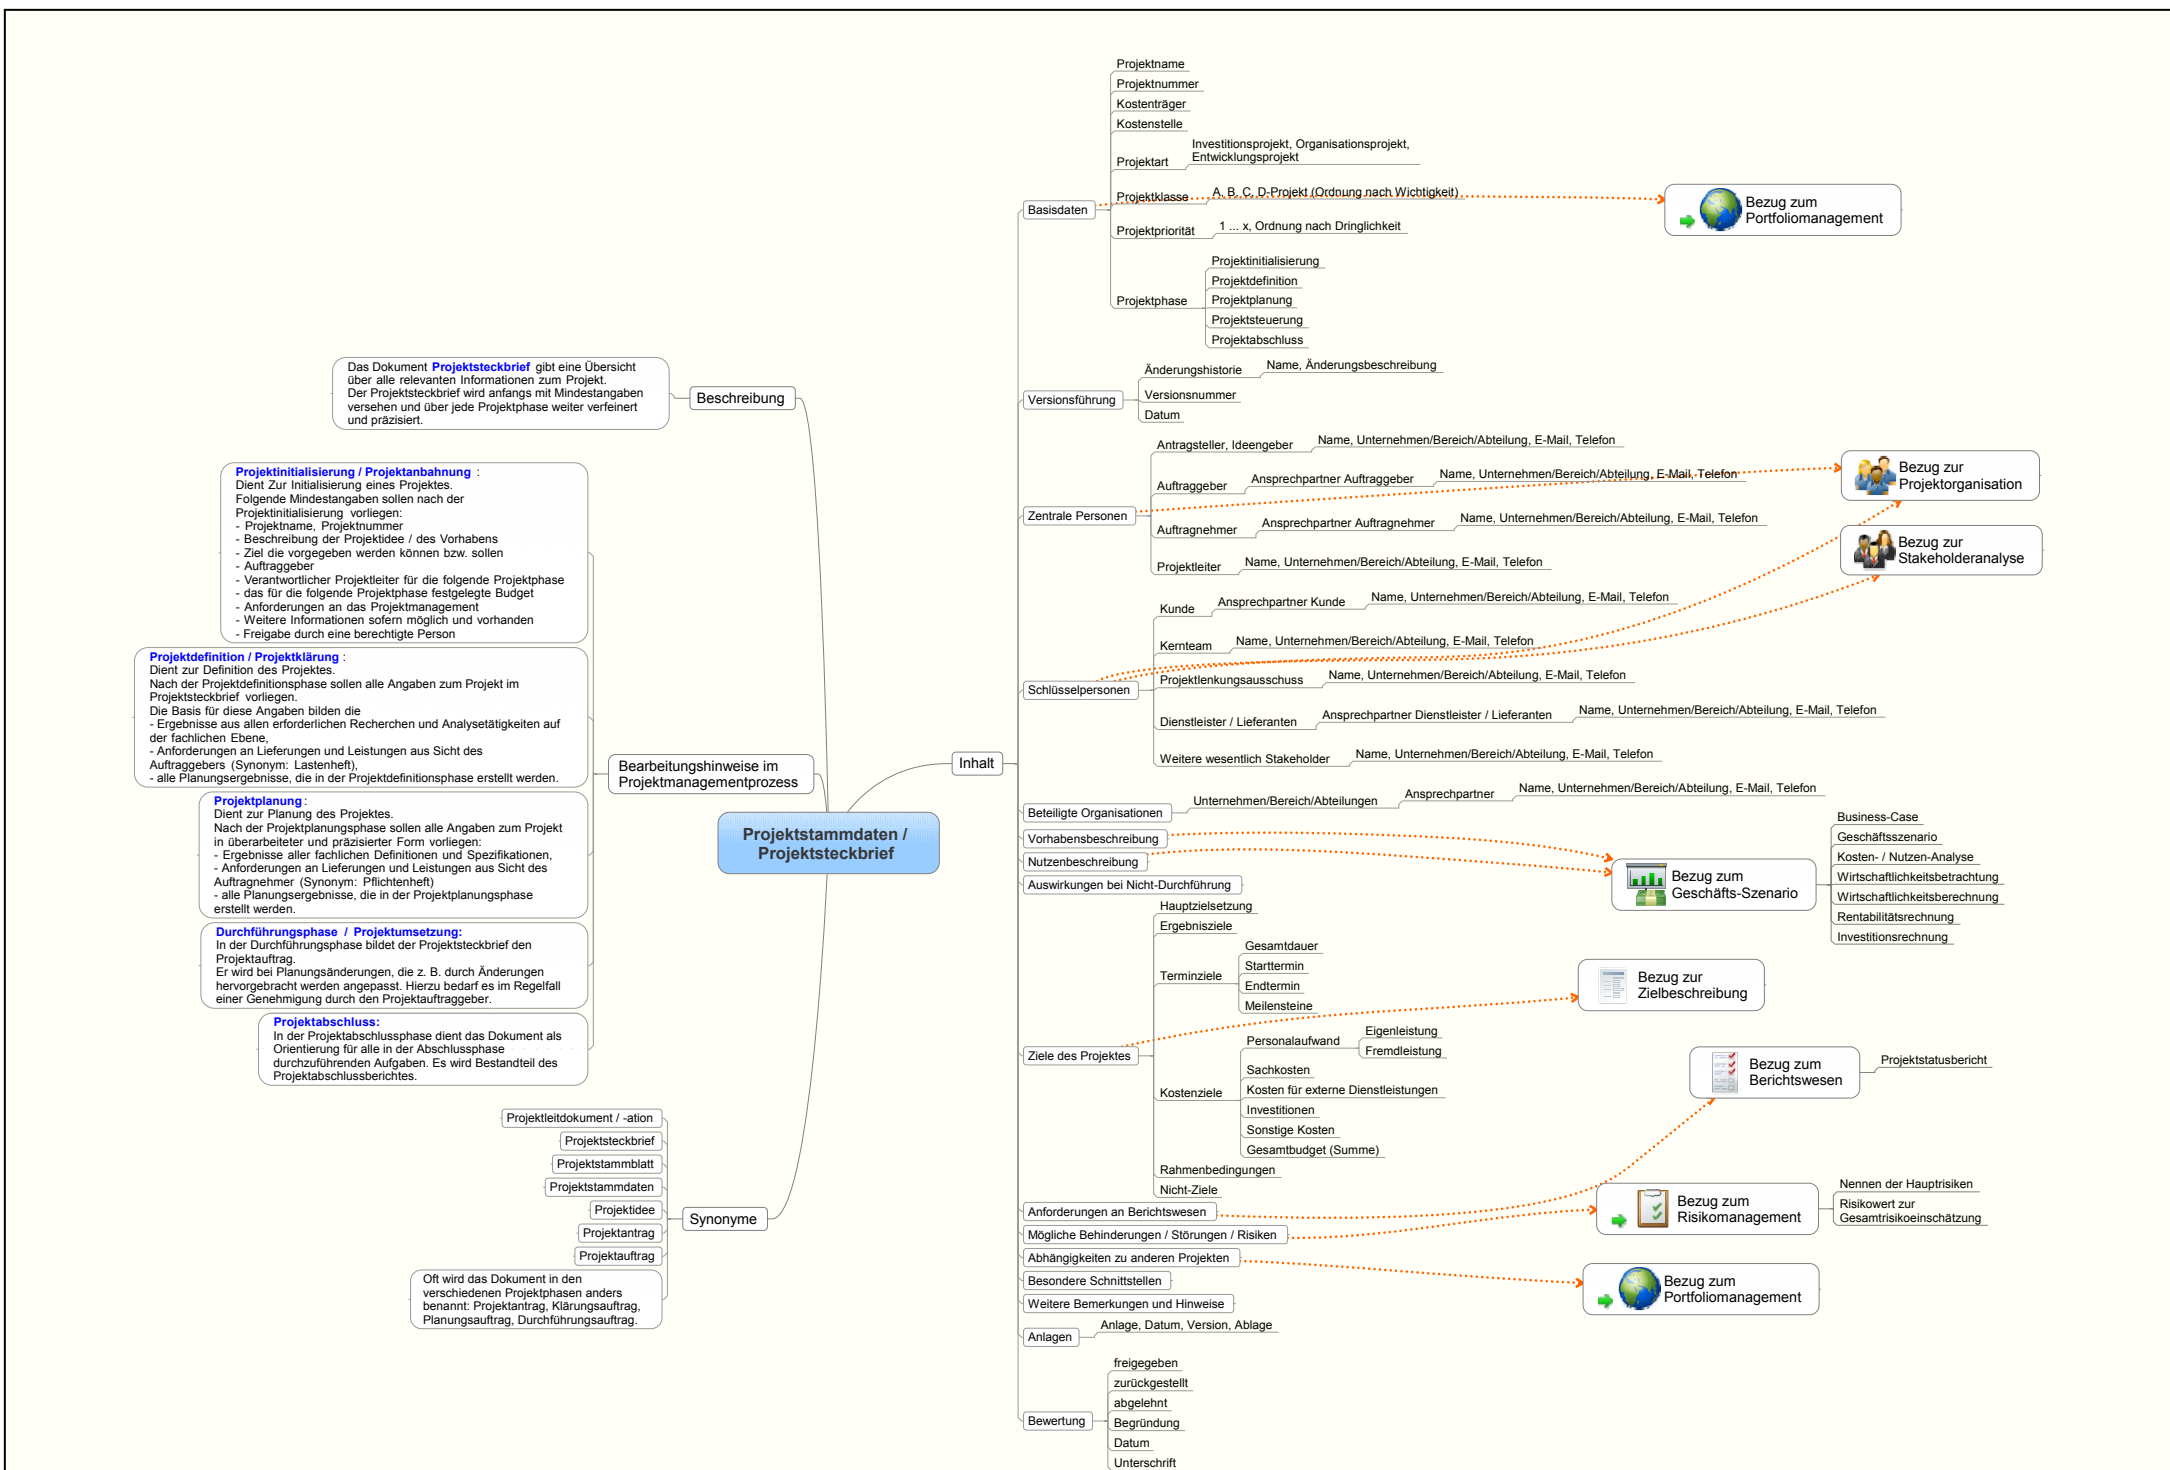 Projektstammdaten /
Projektsteckbrief
Beschreibung
Das Dokument Projektsteckbrief gibt eine Übersicht
über alle relevanten Informationen zum Projekt.
Der Projektsteckbrief wird anfangs mit Mindestangaben
versehen und über jede Projektphase weiter verfeinert
und präzisiert.
Bearbeitungshinweise im
Projektmanagementprozess
Projektinitialisierung / Projektanbahnung :
Dient Zur Initialisierung eines Projektes.
Folgende Mindestangaben sollen nach der
Projektinitialisierung vorliegen:
- Projektname, Projektnummer
- Beschreibung der Projektidee / des Vorhabens
- Ziel die vorgegeben werden können bzw. sollen
- Auftraggeber
- Verantwortlicher Projektleiter für die folgende Projektphase
- das für die folgende Projektphase festgelegte Budget
- Anforderungen an das Projektmanagement
- Weitere Informationen sofern möglich und vorhanden
- Freigabe durch eine berechtigte Person
Projektdefinition / Projektklärung :
Dient zur Definition des Projektes.
Nach der Projektdefinitionsphase sollen alle Angaben zum Projekt im
Projektsteckbrief vorliegen.
Die Basis für diese Angaben bilden die
- Ergebnisse aus allen erforderlichen Recherchen und Analysetätigkeiten auf
der fachlichen Ebene,
- Anforderungen an Lieferungen und Leistungen aus Sicht des
Auftraggebers (Synonym: Lastenheft),
- alle Planungsergebnisse, die in der Projektdefinitionsphase erstellt werden.
Projektplanung :
Dient zur Planung des Projektes.
Nach der Projektplanungsphase sollen alle Angaben zum Projekt
in überarbeiteter und präzisierter Form vorliegen:
- Ergebnisse aller fachlichen Definitionen und Spezifikationen,
- Anforderungen an Lieferungen und Leistungen aus Sicht des
Auftragnehmer (Synonym: Pflichtenheft)
- alle Planungsergebnisse, die in der Projektplanungsphase
erstellt werden.
Durchführungsphase / Projektumsetzung:
In der Durchführungsphase bildet der Projektsteckbrief den
Projektauftrag.
Er wird bei Planungsänderungen, die z. B. durch Änderungen
hervorgebracht werden angepasst. Hierzu bedarf es im Regelfall
einer Genehmigung durch den Projektauftraggeber.
Projektabschluss:
In der Projektabschlussphase dient das Dokument als
Orientierung für alle in der Abschlussphase
durchzuführenden Aufgaben. Es wird Bestandteil des
Projektabschlussberichtes.
Synonyme
Projektleitdokument / -ation
Projektsteckbrief
Projektstammblatt
Projektstammdaten
Projektidee
Projektantrag
Projektauftrag
Oft wird das Dokument in den
verschiedenen Projektphasen anders
benannt: Projektantrag, Klärungsauftrag,
Planungsauftrag, Durchführungsauftrag.
Inhalt
Basisdaten
Projektname
Projektnummer
Kostenträger
Kostenstelle
Projektart
Investitionsprojekt, Organisationsprojekt,
Entwicklungsprojekt
Projektklasse
A, B, C, D-Projekt (Ordnung nach Wichtigkeit)
Projektpriorität
1 ... x, Ordnung nach Dringlichkeit
Projektphase
Projektinitialisierung
Projektdefinition
Projektplanung
Projektsteuerung
Projektabschluss
Bezug zum
Portfoliomanagement
Versionsführung
Änderungshistorie
Name, Änderungsbeschreibung
Versionsnummer
Datum
Zentrale Personen
Antragsteller, Ideengeber
Name, Unternehmen/Bereich/Abteilung, E-Mail, Telefon
Auftraggeber
Ansprechpartner Auftraggeber
Name, Unternehmen/Bereich/Abteilung, E-Mail, Telefon
Auftragnehmer
Ansprechpartner Auftragnehmer
Name, Unternehmen/Bereich/Abteilung, E-Mail, Telefon
Projektleiter
Name, Unternehmen/Bereich/Abteilung, E-Mail, Telefon
Bezug zur
Projektorganisation
Bezug zur
Stakeholderanalyse
Schlüsselpersonen
Kunde
Ansprechpartner Kunde
Name, Unternehmen/Bereich/Abteilung, E-Mail, Telefon
Kernteam
Name, Unternehmen/Bereich/Abteilung, E-Mail, Telefon
Projektlenkungsausschuss
Name, Unternehmen/Bereich/Abteilung, E-Mail, Telefon
Dienstleister / Lieferanten
Ansprechpartner Dienstleister / Lieferanten
Name, Unternehmen/Bereich/Abteilung, E-Mail, Telefon
Weitere wesentlich Stakeholder
Name, Unternehmen/Bereich/Abteilung, E-Mail, Telefon
Beteiligte Organisationen
Unternehmen/Bereich/Abteilungen
Ansprechpartner
Name, Unternehmen/Bereich/Abteilung, E-Mail, Telefon
Vorhabensbeschreibung
Nutzenbeschreibung
Auswirkungen bei Nicht-Durchführung
Bezug zum
Geschäfts-Szenario
Business-Case
Geschäftsszenario
Kosten- / Nutzen-Analyse
Wirtschaftlichkeitsbetrachtung
Wirtschaftlichkeitsberechnung
Rentabilitätsrechnung
Investitionsrechnung
Ziele des Projektes
Hauptzielsetzung
Ergebnisziele
Terminziele
Gesamtdauer
Starttermin
Endtermin
Meilensteine
Kostenziele
Personalaufwand
Eigenleistung
Fremdleistung
Sachkosten
Kosten für externe Dienstleistungen
Investitionen
Sonstige Kosten
Gesamtbudget (Summe)
Rahmenbedingungen
Nicht-Ziele
Bezug zur
Zielbeschreibung
Anforderungen an Berichtswesen
Bezug zum
Berichtswesen
Projektstatusbericht
Mögliche Behinderungen / Störungen / Risiken
Bezug zum
Risikomanagement
Nennen der Hauptrisiken
Risikowert zur
Gesamtrisikoeinschätzung
Abhängigkeiten zu anderen Projekten
Bezug zum
Portfoliomanagement
Besondere Schnittstellen
Weitere Bemerkungen und Hinweise
Anlagen
Anlage, Datum, Version, Ablage
Bewertung
freigegeben
zurückgestellt
abgelehnt
Begründung
Datum
Unterschrift